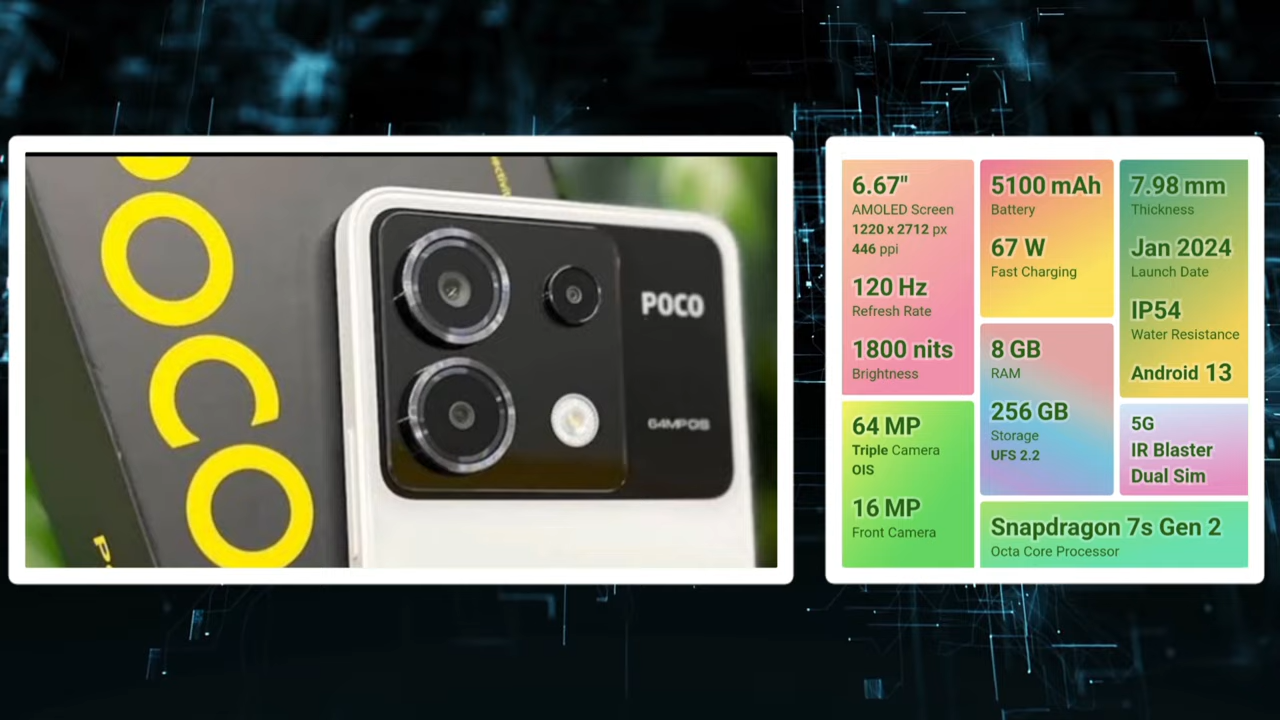 OCO
POCO
64MP OIS
6.67"
AMOLED Screen
1220 x 2712 px
446 ppi
120 Hz
Refresh Rate
1800 nits
Brightness
64 MP
Triple Camera
OIS
16 MP
Front Camera
5100 mAh
Battery
67 W
Fast Charging
8 GB
RAM
256 GB
Storage
UFS 2.2
7.98 mm
Thickness
Jan 2024
Launch Date
IP54
Water Resistance
Android 13
5G
IR Blaster
Dual Sim
Snapdragon 7s Gen 2
Octa Core Processor